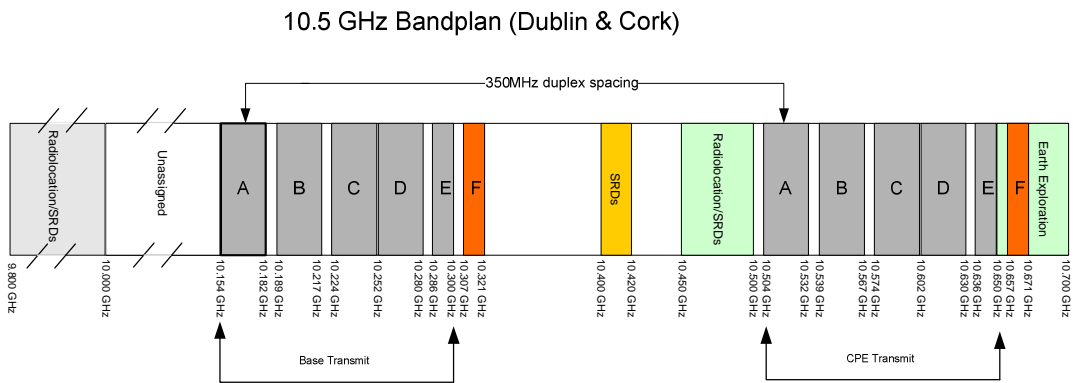 10.5 GHz Bandplan (Dublin & Cork)
350MHz duplex spacing
Radiolocation/SRDs
Unassigned
A
B
C
D
E
F
SRDs
Radiolocation/SRDs
A
B
C
D
E
F
Earth Exploration
9.800 GHz
10.000 GHz
10.154 GHz
10.182 GHz
10.189 GHz
10.217 GHz
10.224 GHz
10.252 GHz
10.280 GHz
10.286 GHz
10.300 GHz
10.307 GHz
10.321 GHz
10.400 GHz
10.420 GHz
10.450 GHz
10.500 GHz
10.504 GHz
10.532 GHz
10.539 GHz
10.567 GHz
10.574 GHz
10.602 GHz
10.630 GHz
10.636 GHz
10.650 GHz
10.657 GHz
10.671 GHz
10.700 GHz
Base Transmit
CPE Transmit